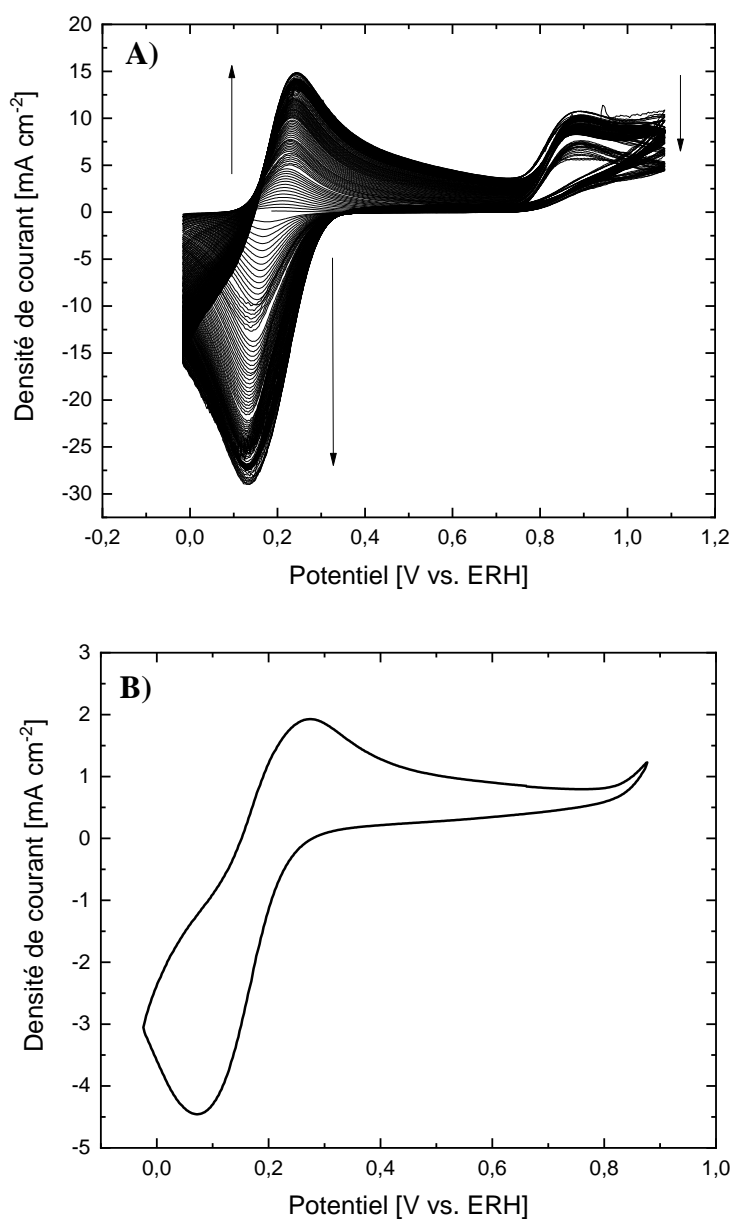 A)
20
15
10
5
0
-5
-10
-15
-20
-25
-30
Densité de courant [mA cm-2]
-0,2 0,0 0,2 0,4 0,6 0,8 1,0 1,2
Potentiel [V vs. ERH]
B)
3
2
1
0
-1
-2
-3
-4
-5
Densité de courant [mA cm-2]
0,0 0,2 0,4 0,6 0,8 1,0
Potentiel [V vs. ERH]